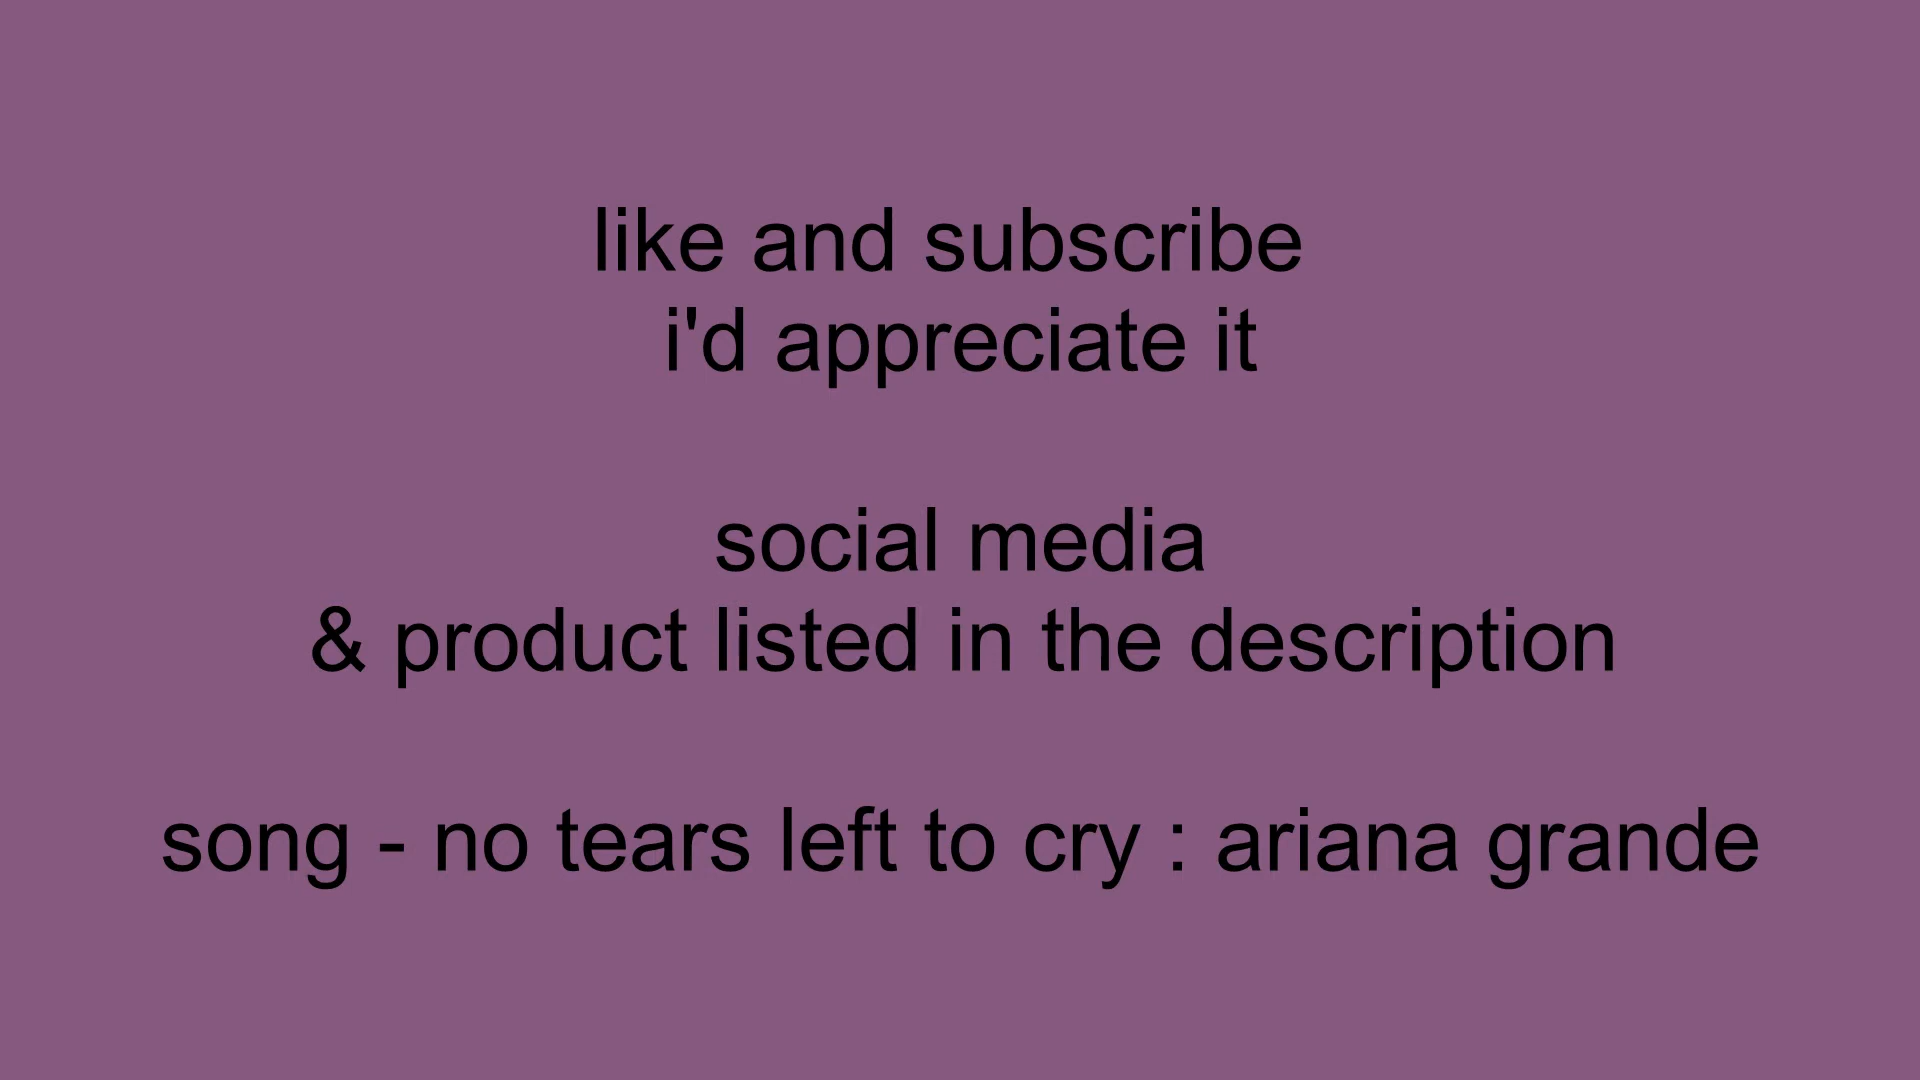 like and subscribe
i'd appreciate it
social media
& product listed in the description
song - no tears left to cry : ariana grande